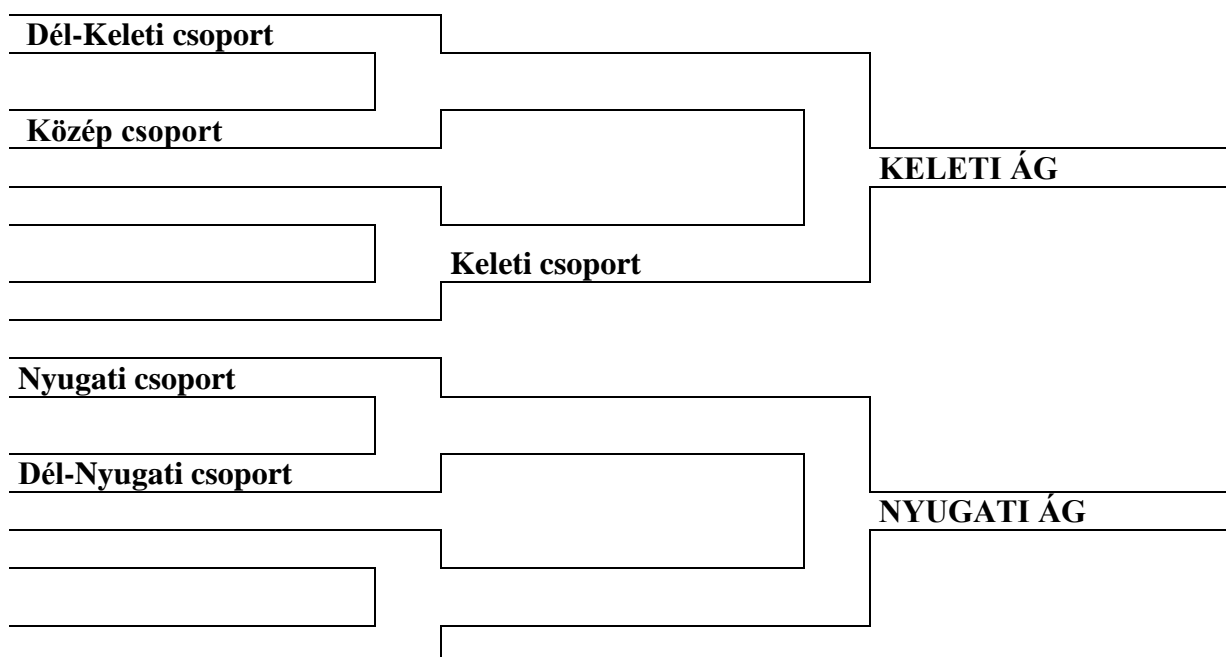 Dél-Keleti csoport
Közép csoport
KELETI ÁG
Keleti csoport
Nyugati csoport
Dél-Nyugati csoport
NYUGATI ÁG